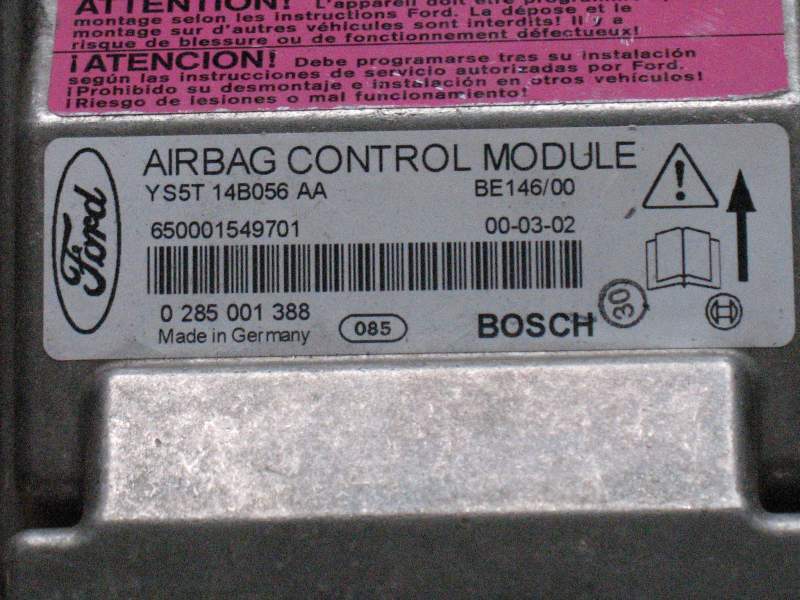 ATTENTION! L'appareil doit être
montage selon les instructions Ford. La dépose et le
montage sur d'autres véhicules sont interdits! Il y a
risque de blessure ou de fonctionnement défectueux!
¡ATENCION! Debe programarse tras su instalación
según las instrucciones de servicio autorizadas por Ford.
¡Prohibido su desmontaje e instalación en otros vehículos!
¡Riesgo de lesiones o mal funcionamiento!
Ford
AIRBAG CONTROL MODULE
YS5T 14B056 AA BE146/00
650001549701 00-03-02
0 285 001 388
Made in Germany 085 BOSCH 30